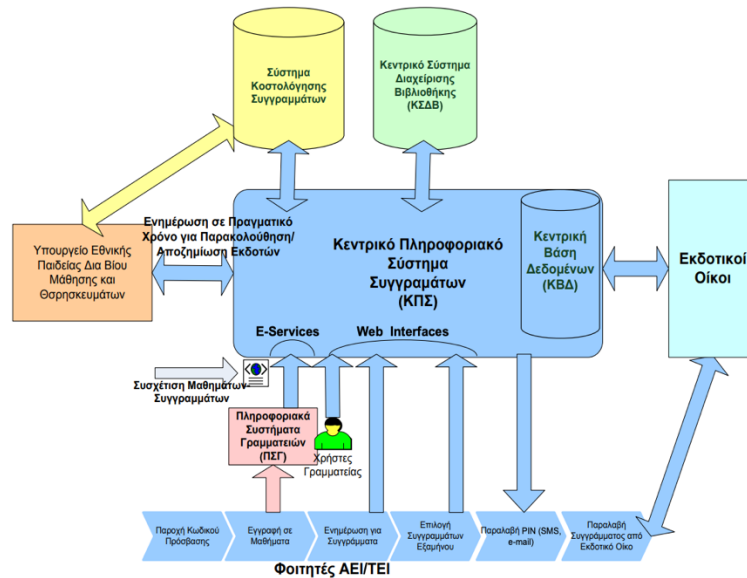 Σύστημα
Κοστολόγησης
Συγγραμάτων
Κεντρικό Σύστημα
Διαχείρισης
Βιβλιοθήκης
(ΚΣΔΒ)
Υπουργείο Εθνικής
Παιδείας Δια Βίου
Μάθησης και
Θσρησκευμάτων
Ενημέρωση σε Πραγματικό
Χρόνο για Παρακολούθηση/
Αποζημίωση Εκδοτών
Κεντρικό Πληροφοριακό
Σύστημα
Συγγραμάτων
(ΚΠΣ)
Κεντρική
Βάση
Δεδομένων
(ΚΒΔ)
Εκδοτικοί
Οίκοι
E-Services
Web Interfaces
Συσχέτιση Μαθημάτων-
Συγγραμμάτων
Πληροφοριακά
Συστήματα
Γραμματειών
(ΠΣΓ)
Χρήστες
Γραμματείας
Παροχή Κωδικού
Πρόσβασης
Εγγραφή σε
Μαθήματα
Ενημέρωση για
Συγγράμματα
Επιλογή
Συγγραμμάτων
Εξαμήνου
Παραλαβή PIN (SMS,
e-mail)
Παραλαβή
Συγγράμματος από
Εκδοτικό Οίκο
Φοιτητές ΑΕΙ/ΤΕΙ